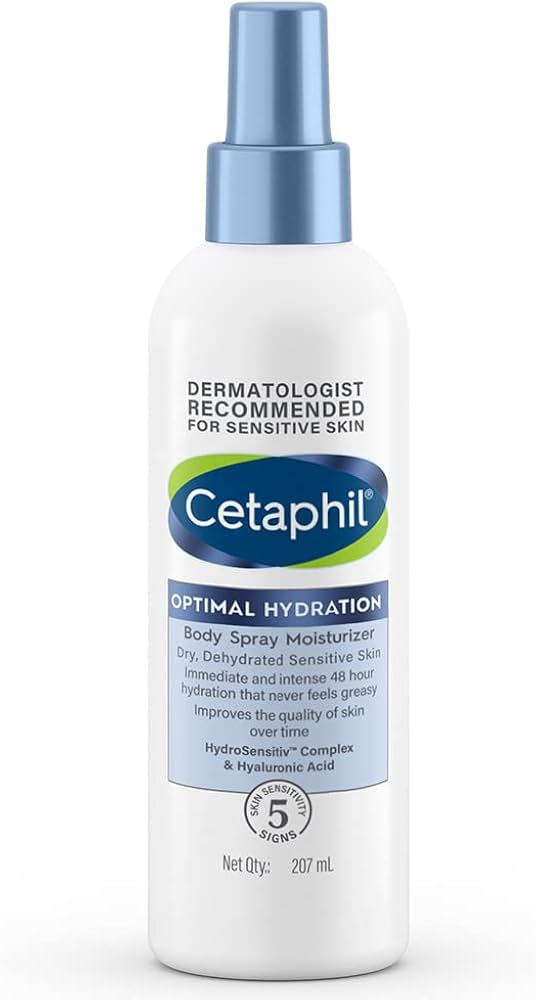 DERMATOLOGIST
RECOMMENDED
FOR SENSITIVE SKIN
Cetaphil®
OPTIMAL HYDRATION
Body Spray Moisturizer
Dry, Dehydrated Sensitive Skin
Immediate and intense 48 hour
hydration that never feels greasy
Improves the quality of skin
over time
HydroSensitiv™ Complex
& Hyaluronic Acid
SKIN SENSITIVITY
5
SIGNS
Net Qty.: 207 mL